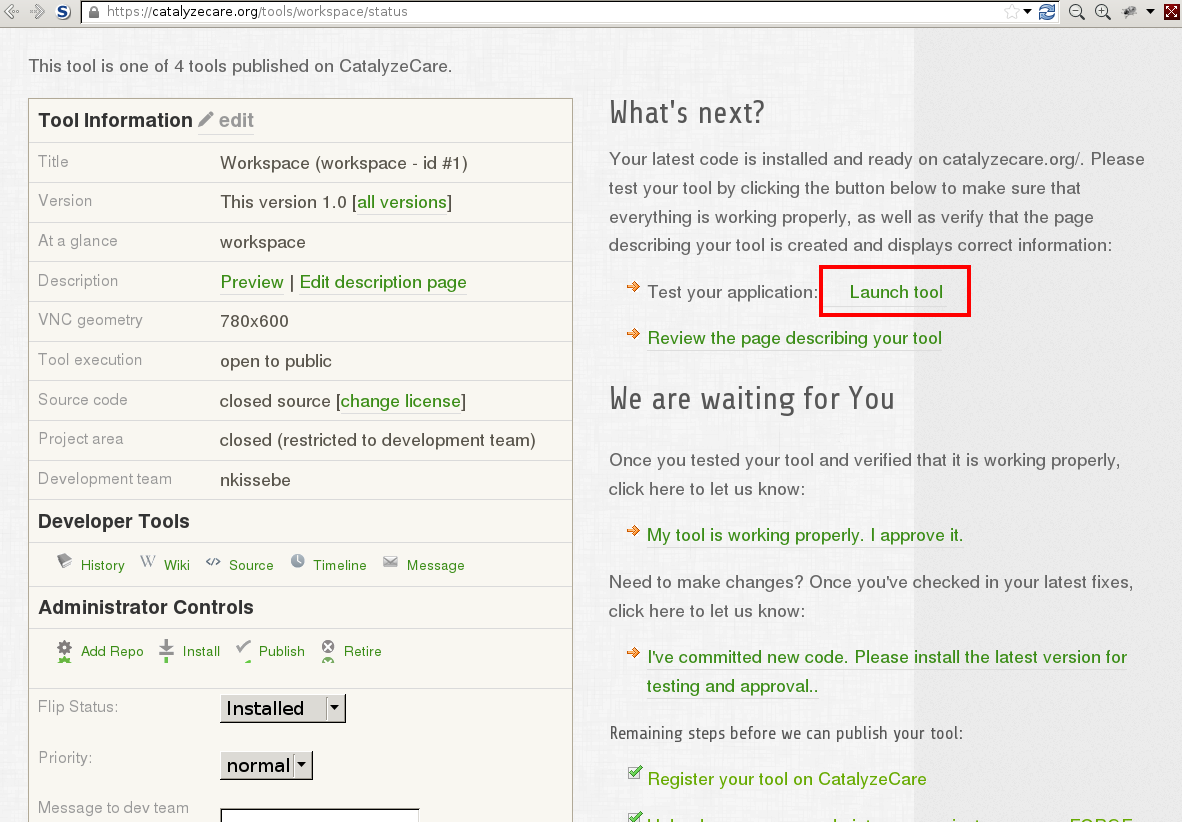 https://catalyzecare.org/tools/workspace/status
This tool is one of 4 tools published on CatalyzeCare.
Tool Information edit
Title Workspace (workspace - id #1)
Version This version 1.0 [all versions]
At a glance workspace
Description Preview | Edit description page
VNC geometry 780x600
Tool execution open to public
Source code closed source [change license]
Project area closed (restricted to development team)
Development team nkissebe
Developer Tools
History Wiki Source Timeline Message
Administrator Controls
Add Repo Install Publish Retire
Flip Status: Installed
Priority: normal
Message to dev team
What's next?
Your latest code is installed and ready on catalyzecare.org/. Please
test your tool by clicking the button below to make sure that
everything is working properly, as well as verify that the page
describing your tool is created and displays correct information:
Test your application: Launch tool
Review the page describing your tool
We are waiting for You
Once you tested your tool and verified that it is working properly,
click here to let us know:
My tool is working properly. I approve it.
Need to make changes? Once you've checked in your latest fixes,
click here to let us know:
I've committed new code. Please install the latest version for
testing and approval..
Remaining steps before we can publish your tool:
Register your tool on CatalyzeCare